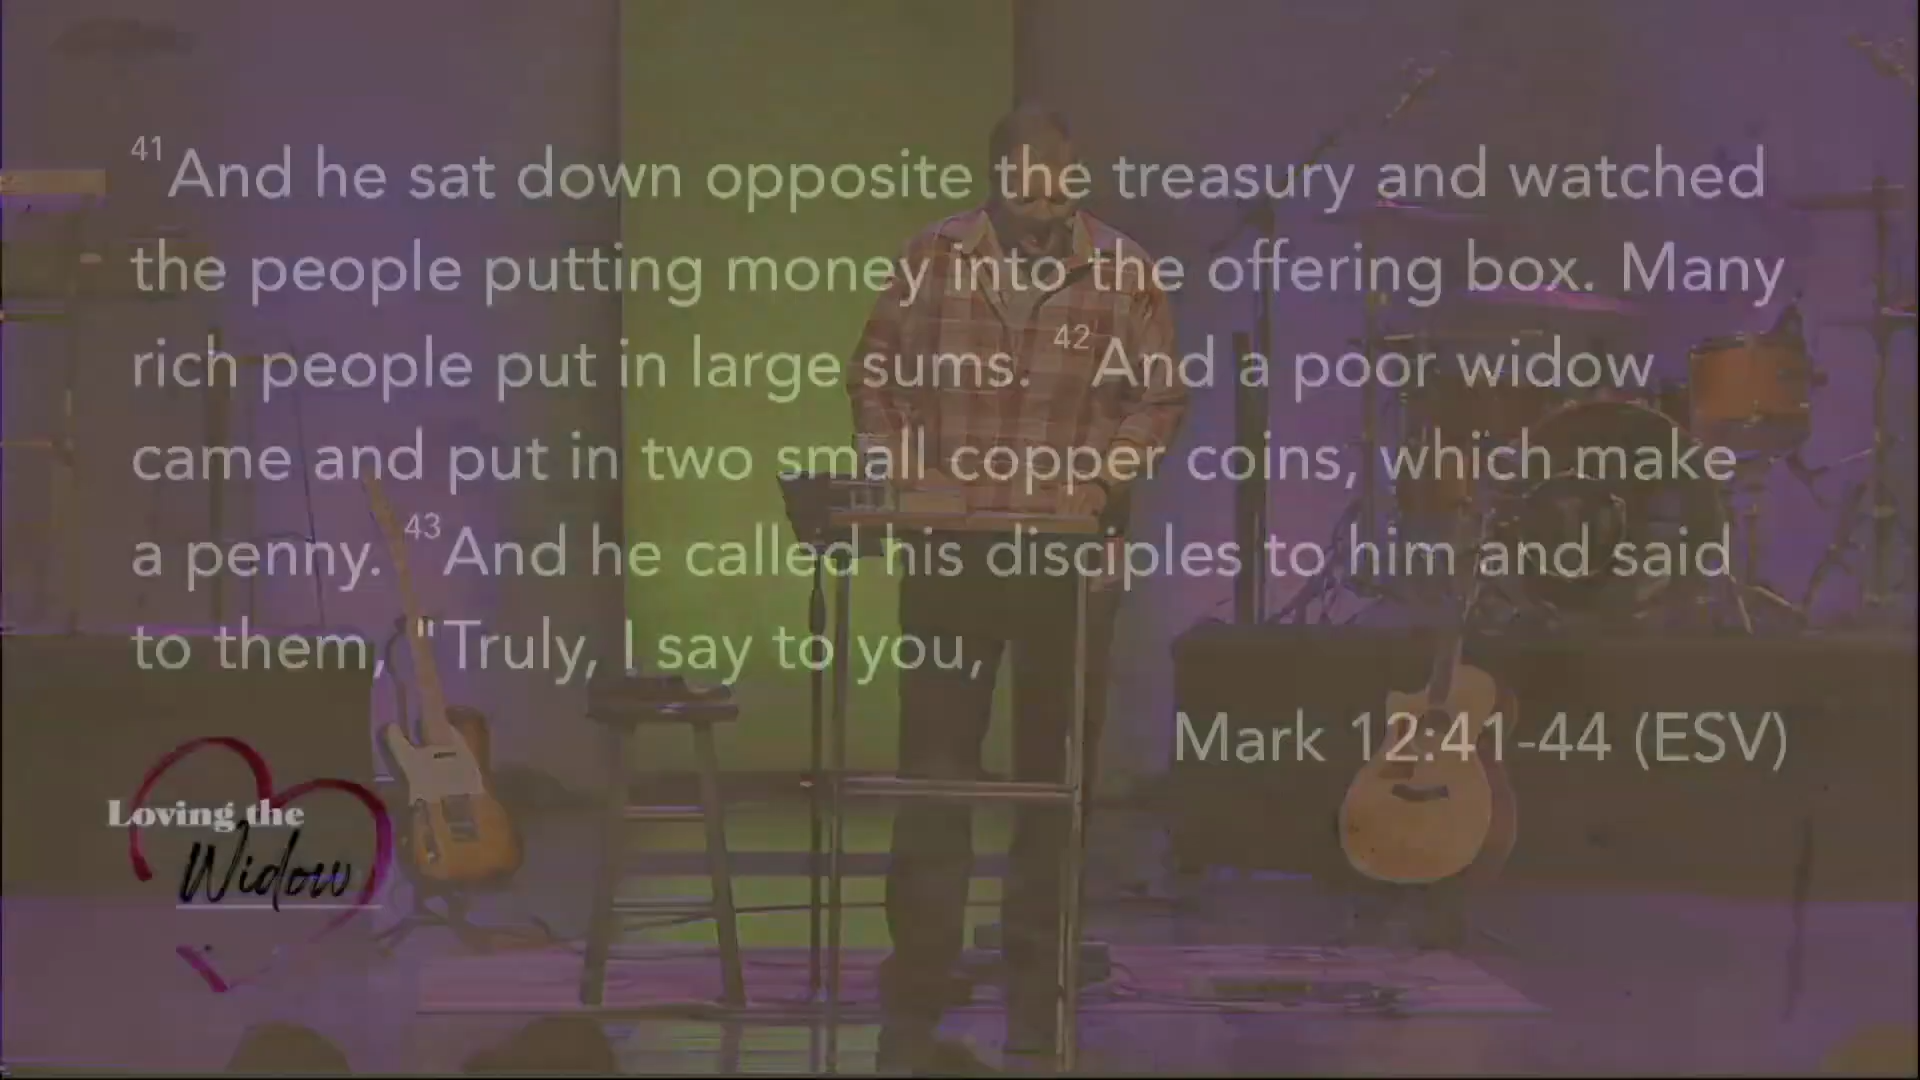 41 And he sat down opposite the treasury and watched
the people putting money into the offering box. Many
rich people put in large sums. 42 And a poor widow
came and put in two small copper coins, which make
a penny. 43 And he called his disciples to him and said
to them, "Truly, I say to you,
Mark 12:41-44 (ESV)
Loving the
Widow